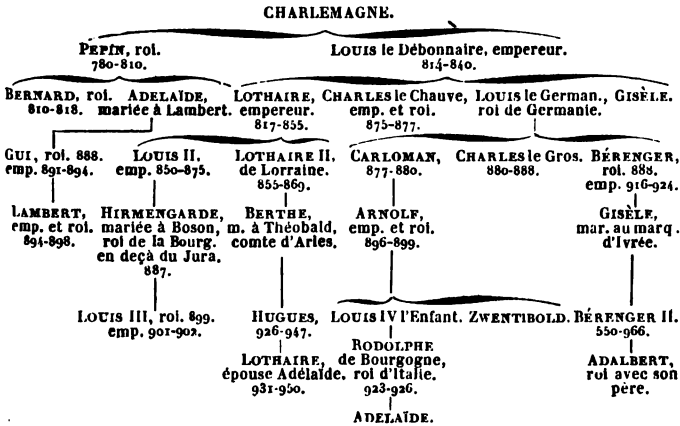 CHARLEMAGNE.
PEPIN, roi.
780-810.
LOUIS le Débonnaire, empereur.
814-840.
BERNARD, roi.
810-818.
ADELAÏDE,
mariée à Lambert.
LOTHAIRE,
empereur.
817-855.
CHARLES le Chauve,
emp. et roi.
875-877.
LOUIS le German.,
roi de Germanie.
GISÈLE.
GUI, roi. 888.
emp. 891-894.
LOUIS II.
emp. 850-875.
LOTHAIRE II.
de Lorraine.
855-869.
CARLOMAN,
877-880.
CHARLES le Gros.
880-888.
BÉRENGER,
roi. 888.
emp. 916-924.
LAMBERT,
emp. et roi.
894-898.
HIRMENGARDE,
mariée à Boson,
roi de la Bourg.
en deçà du Jura.
887.
BERTHE,
m. à Théobald,
comte d'Arles.
ARNOLF,
emp. et roi.
896-899.
GISÈLE,
mar. au marq.
d'Ivrée.
LOUIS III, roi. 899.
emp. 901-902.
HUGUES,
926-947.
LOUIS IV l'Enfant.
ZWENTIBOLD.
BÉRENGER II.
550-966.
LOTHAIRE,
épouse Adélaïde.
931-950.
RODOLPHE
de Bourgogne,
roi d'Italie.
923-926.
ADALBERT,
roi avec son
père.
ADELAÏDE.